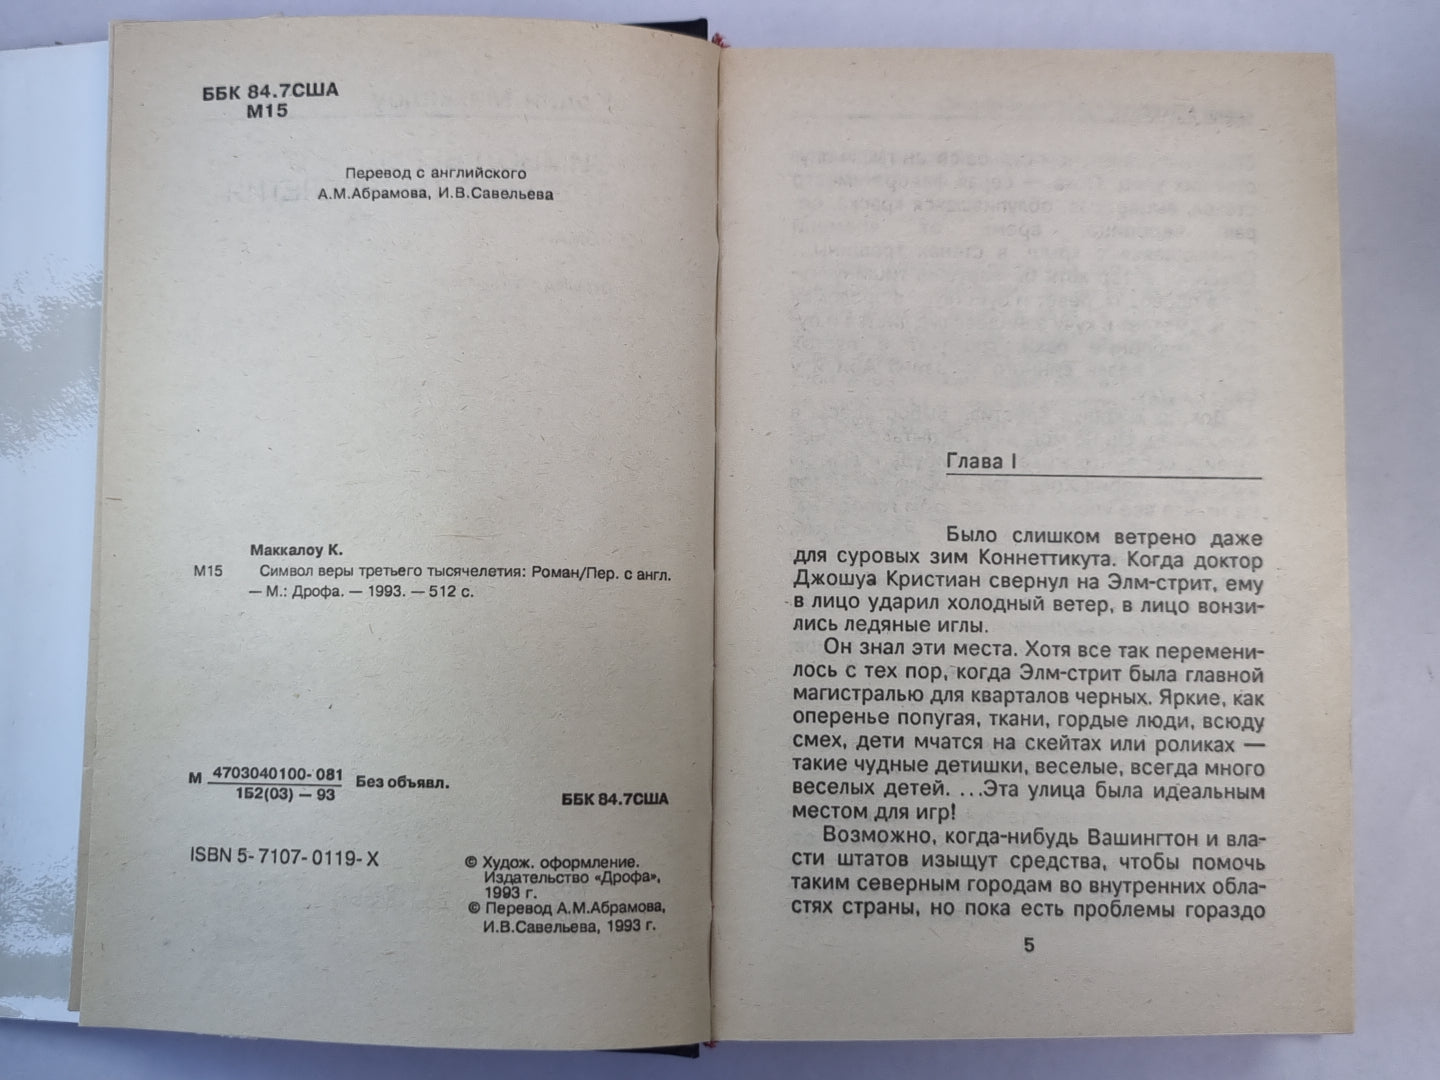 ББК 84.7США
М15
Перевод с английского
А.М.Абрамова, И.В.Савельева
Маккалоу К.
М15 Символ веры третьего тысячелетия: Роман/Пер. с англ.
— М.: Дрофа. — 1993. — 512 с.
М 4703040100-081 Без объявл.
1Б2(03) — 93
ББК 84.7США
ISBN 5-7107-0119-X
© Худож. оформление.
Издательство «Дрофа»,
1993 г.
© Перевод А.М.Абрамова,
И.В.Савельева, 1993 г.
Глава I
Было слишком ветрено даже
для суровых зим Коннеттикута. Когда доктор
Джошуа Кристиан свернул на Элм-стрит, ему
в лицо ударил холодный ветер, в лицо вонзи-
лись ледяные иглы.
Он знал эти места. Хотя все так перемени-
лось с тех пор, когда Элм-стрит была главной
магистралью для кварталов черных. Яркие, как
оперенье попугая, ткани, гордые люди, всюду
смех, дети мчатся на скейтах или роликах —
такие чудные детишки, веселые, всегда много
веселых детей. ...Эта улица была идеальным
местом для игр!
Возможно, когда-нибудь Вашингтон и вла-
сти штатов изыщут средства, чтобы помочь
таким северным городам во внутренних обла-
стях страны, но пока есть проблемы гораздо
5